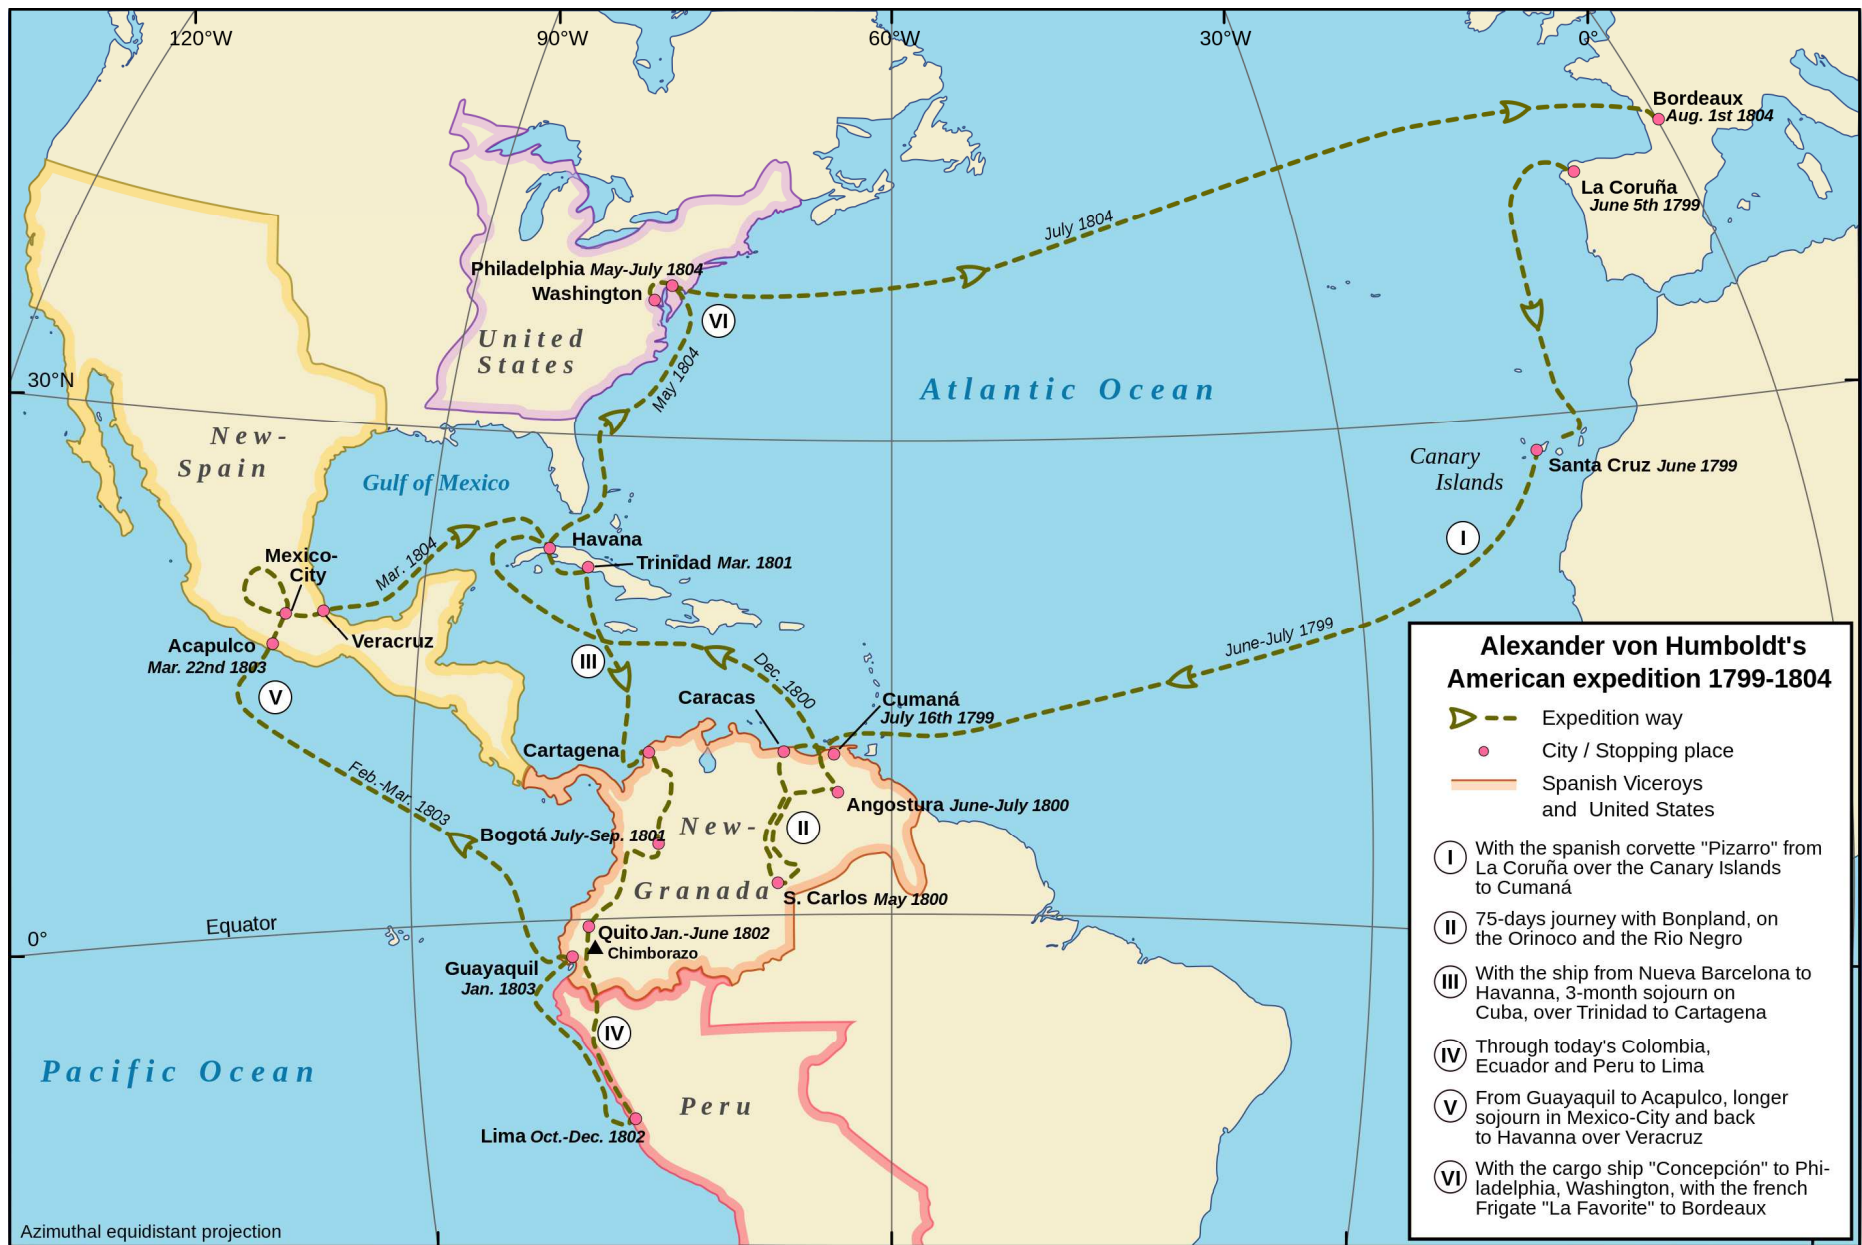 120°W
90°W
60°W
30°W
0°
Bordeaux
Aug. 1st 1804
La Coruña
June 5th 1799
July 1804
Philadelphia May-July 1804
Washington
VI
United
States
May 1804
30°N
Atlantic Ocean
New-
Spain
Gulf of Mexico
Canary
Islands
Santa Cruz June 1799
I
Havana
Trinidad Mar. 1801
Mexico-
City
Mar. 1804
Veracruz
Acapulco
Mar. 22nd 1803
V
III
Dec. 1800
June-July 1799
Caracas
Cumaná
July 16th 1799
Cartagena
Feb.-Mar. 1803
Angostura June-July 1800
II
Bogotá July-Sep. 1801
New-
Granada
S. Carlos May 1800
Equator
0°
Quito Jan.-June 1802
Chimborazo
Guayaquil
Jan. 1803
IV
Pacific Ocean
Peru
Lima Oct.-Dec. 1802
Azimuthal equidistant projection
Alexander von Humboldt's
American expedition 1799-1804
Expedition way
City / Stopping place
Spanish Viceroys
and United States
I With the spanish corvette "Pizarro" from
La Coruña over the Canary Islands
to Cumaná
II 75-days journey with Bonpland, on
the Orinoco and the Rio Negro
III With the ship from Nueva Barcelona to
Havanna, 3-month sojourn on
Cuba, over Trinidad to Cartagena
IV Through today's Colombia,
Ecuador and Peru to Lima
V From Guayaquil to Acapulco, longer
sojourn in Mexico-City and back
to Havanna over Veracruz
VI With the cargo ship "Concepción" to Phi-
ladelphia, Washington, with the french
Frigate "La Favorite" to Bordeaux